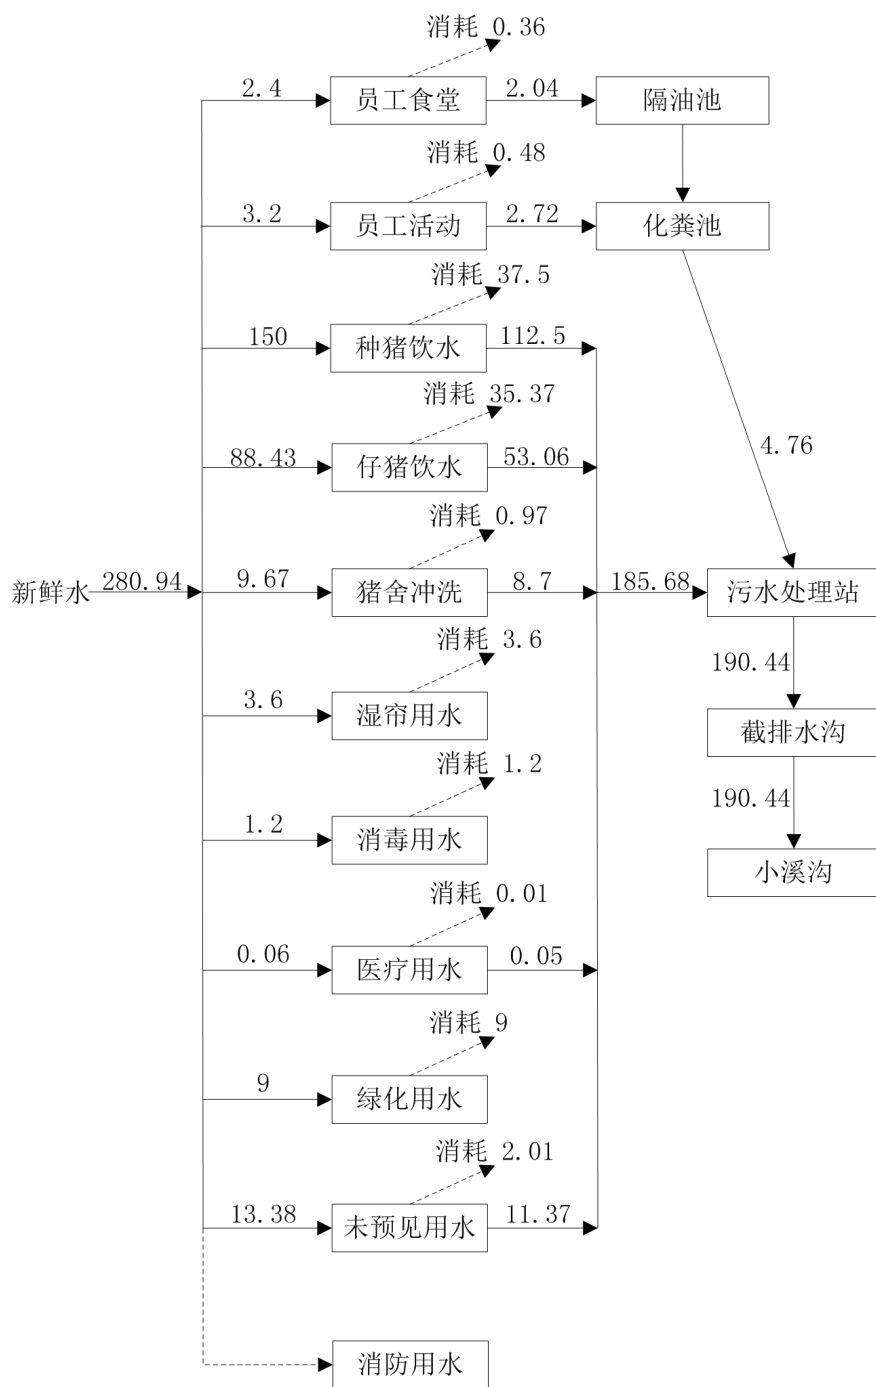 消耗 0.36
2.4
员工食堂
2.04
隔油池
消耗 0.48
3.2
员工活动
2.72
化粪池
消耗 37.5
150
种猪饮水
112.5
消耗 35.37
88.43
仔猪饮水
53.06
4.76
消耗 0.97
新鲜水
280.94
9.67
猪舍冲洗
8.7
185.68
污水处理站
消耗 3.6
3.6
湿帘用水
190.44
截排水沟
消耗 1.2
1.2
消毒用水
190.44
小溪沟
消耗 0.01
0.06
医疗用水
0.05
消耗 9
9
绿化用水
消耗 2.01
13.38
未预见用水
11.37
消防用水